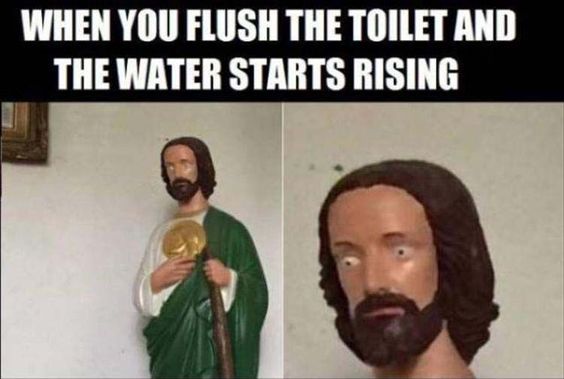 WHEN YOU FLUSH THE TOILET AND
THE WATER STARTS RISING